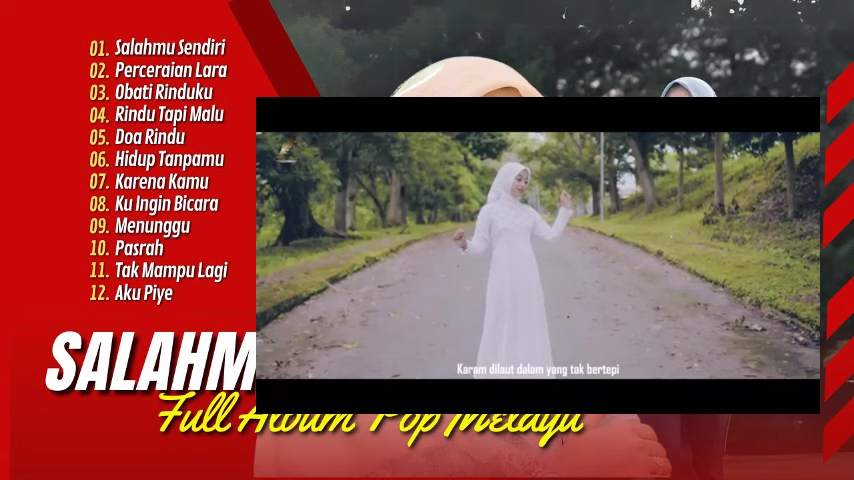 01. Salahmu Sendiri
02. Perceraian Lara
03. Obati Rinduku
04. Rindu Tapi Malu
05. Doa Rindu
06. Hidup Tanpamu
07. Karena Kamu
08. Ku Ingin Bicara
09. Menunggu
10. Pasrah
11. Tak Mampu Lagi
12. Aku Piye
Karam dilaut dalam yang tak bertepi
SALAHM
Full Album Pop Melayu